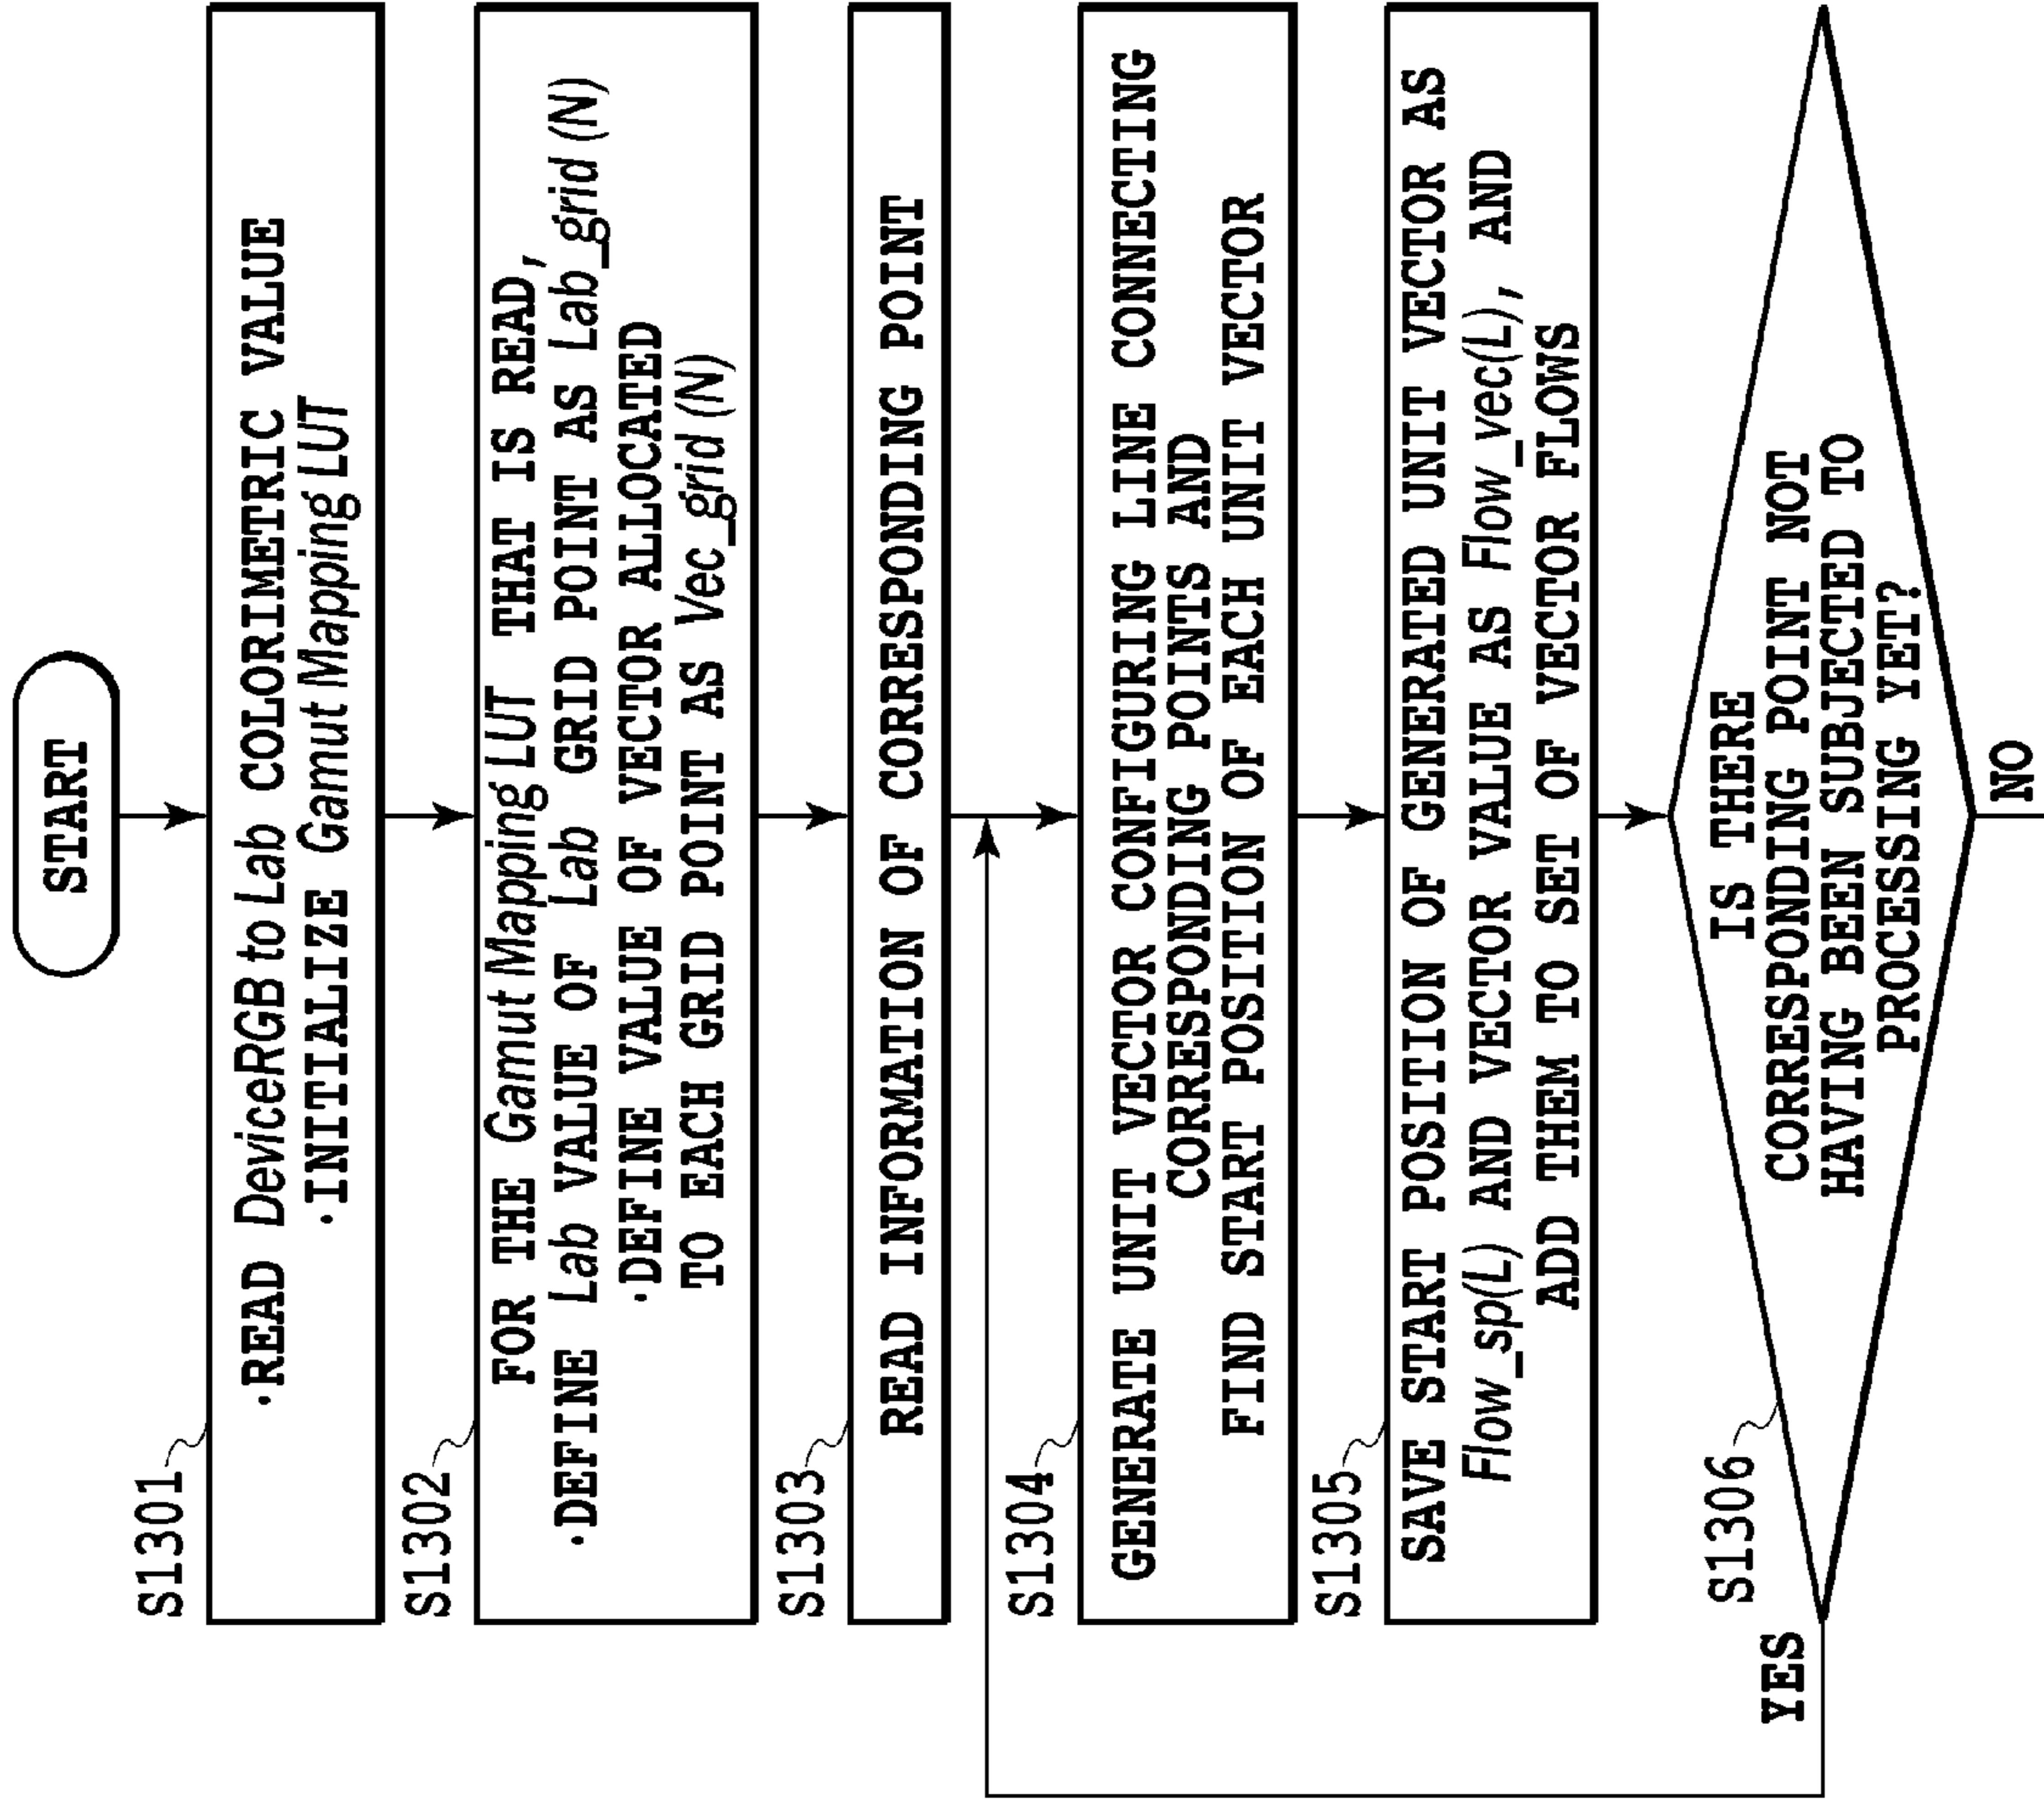 START
S1301
·READ DeviceRGB to Lab COLORIMETRIC VALUE
·INITIALIZE Gamut Mapping LUT
S1302
FOR THE Gamut Mapping LUT THAT IS READ,
·DEFINE Lab VALUE OF Lab GRID POINT AS Lab_grid (N)
·DEFINE VALUE OF VECTOR ALLOCATED
TO EACH GRID POINT AS Vec_grid (N)
S1303
READ INFORMATION OF CORRESPONDING POINT
S1304
GENERATE UNIT VECTOR CONFIGURING LINE CONNECTING
CORRESPONDING POINTS AND
FIND START POSITION OF EACH UNIT VECTOR
S1305
SAVE START POSITION OF GENERATED UNIT VECTOR AS
Flow_sp(L) AND VECTOR VALUE AS Flow_vec(L), AND
ADD THEM TO SET OF VECTOR FLOWS
S1306
IS THERE
CORRESPONDING POINT NOT
HAVING BEEN SUBJECTED TO
PROCESSING YET?
YES
NO